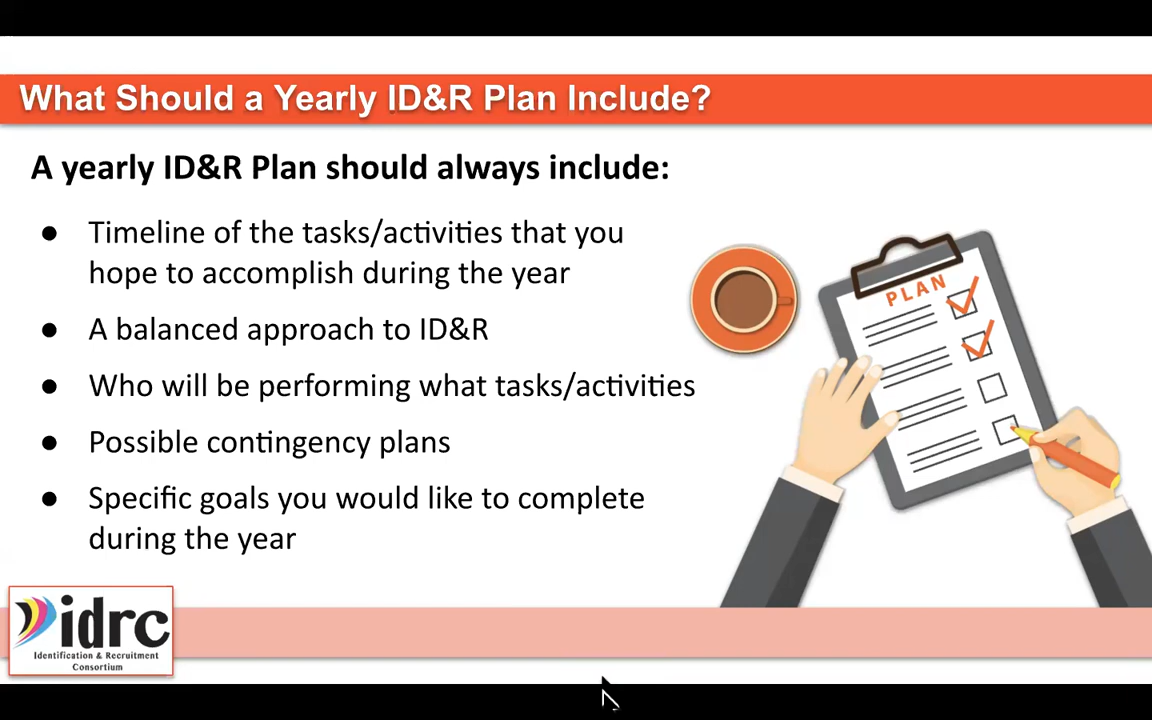 What Should a Yearly ID&R Plan Include?
A yearly ID&R Plan should always include:
● Timeline of the tasks/activities that you
hope to accomplish during the year
● A balanced approach to ID&R
● Who will be performing what tasks/activities
● Possible contingency plans
● Specific goals you would like to complete
during the year
PLAN
idrc
Identification & Recruitment
Consortium